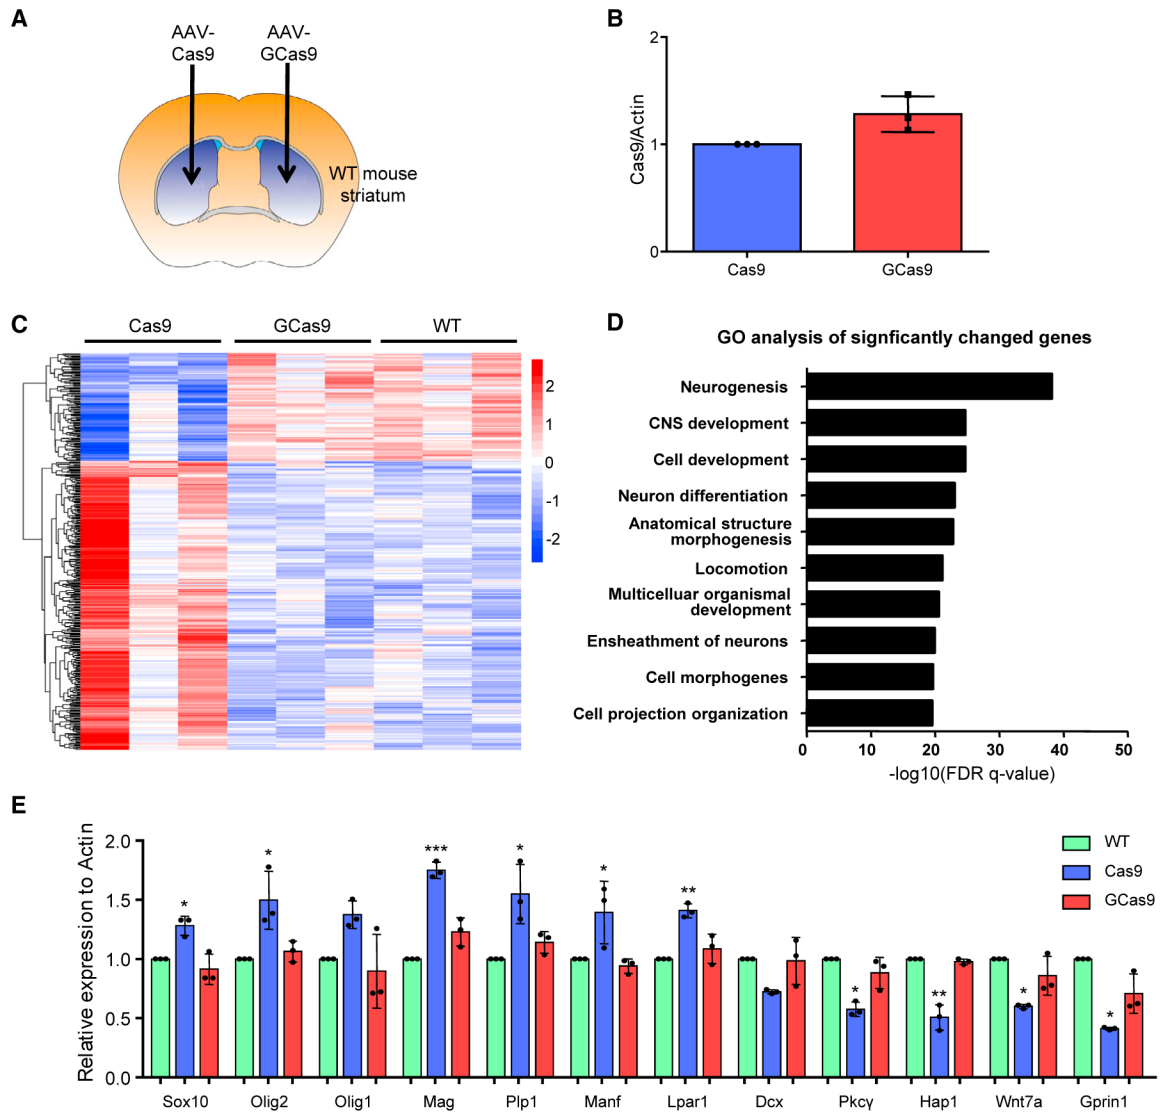 A
AAV-
Cas9
AAV-
GCas9
WT mouse
striatum
B
Cas9/Actin
2
1
0
Cas9
GCas9
C
Cas9
GCas9
WT
2
1
0
-1
-2
D
GO analysis of signficantly changed genes
Neurogenesis
CNS development
Cell development
Neuron differentiation
Anatomical structure
morphogenesis
Locomotion
Multicelluar organismal
development
Ensheathment of neurons
Cell morphogenes
Cell projection organization
0 10 20 30 40 50
-log10(FDR q-value)
E
Relative expression to Actin
2.0
1.5
1.0
0.5
0.0
* * *** * * ** * ** * *
WT
Cas9
GCas9
Sox10 Olig2 Olig1 Mag Plp1 Manf Lpar1 Dcx Pkcγ Hap1 Wnt7a Gprin1